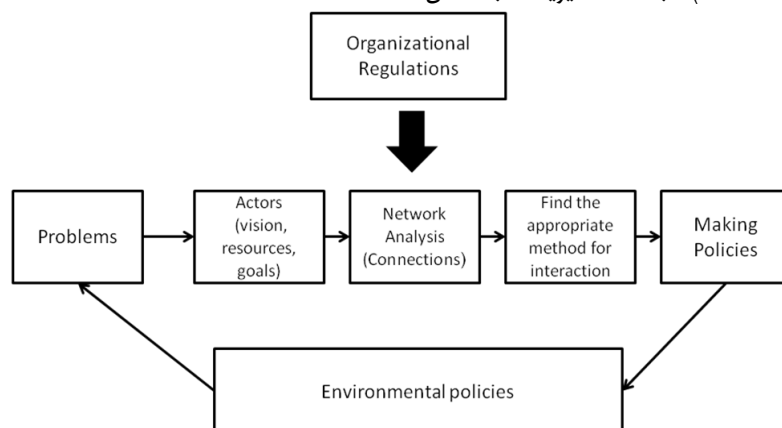 Organizational
Regulations
Problems
Actors
(vision,
resources,
goals)
Network
Analysis
(Connections)
Find the
appropriate
method for
interaction
Making
Policies
Environmental policies